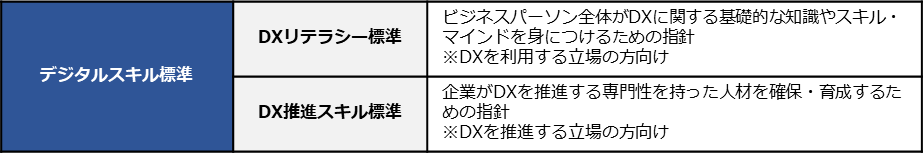 デジタルスキル標準
DXリテラシー標準
ビジネスパーソン全体がDXに関する基礎的な知識やスキル・
マインドを身につけるための指針
※DXを利用する立場の方向け
DX推進スキル標準
企業がDXを推進する専門性を持った人材を確保・育成するた
めの指針
※DXを推進する立場の方向け